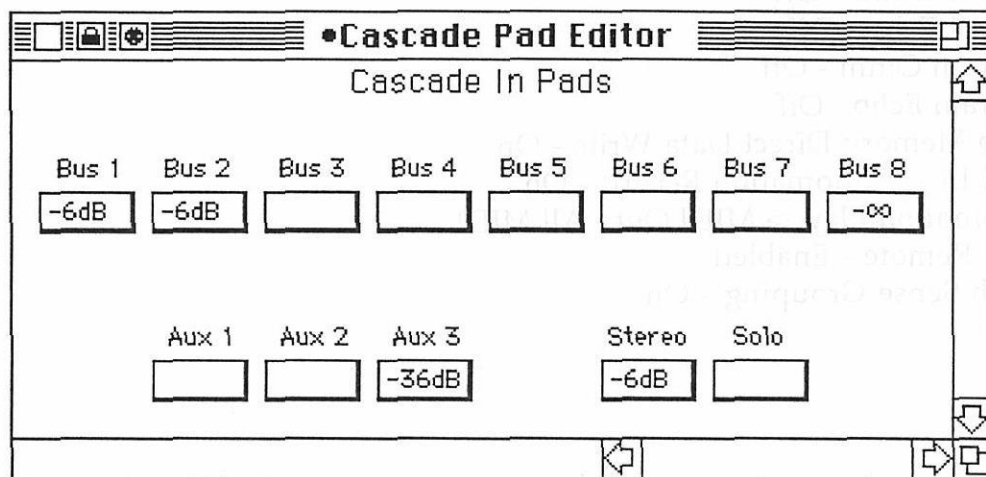 •Cascade Pad Editor
Cascade In Pads
Bus 1 Bus 2 Bus 3 Bus 4 Bus 5 Bus 6 Bus 7 Bus 8
-6dB -6dB -∞
Aux 1 Aux 2 Aux 3 Stereo Solo
-36dB -6dB